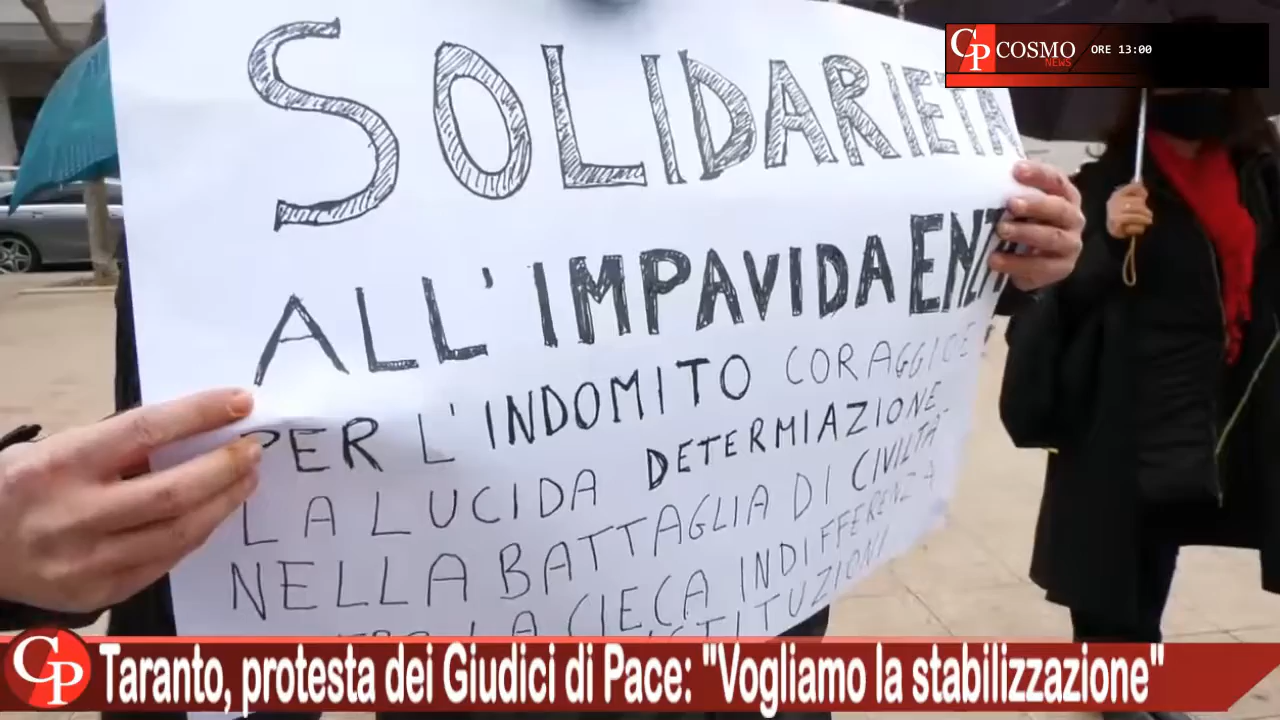 CP COSMO
NEWS
ORE 13:00
SOLIDARIETÀ
ALL'IMPAVIDA
PER L'INDOMITO CORAGGIO E
LA LUCIDA DETERMIAZIONE
NELLA BATTAGLIA DI CIVILTÀ
LA CIECA INDIFFERENZA
CP Taranto, protesta dei Giudici di Pace: "Vogliamo la stabilizzazione"